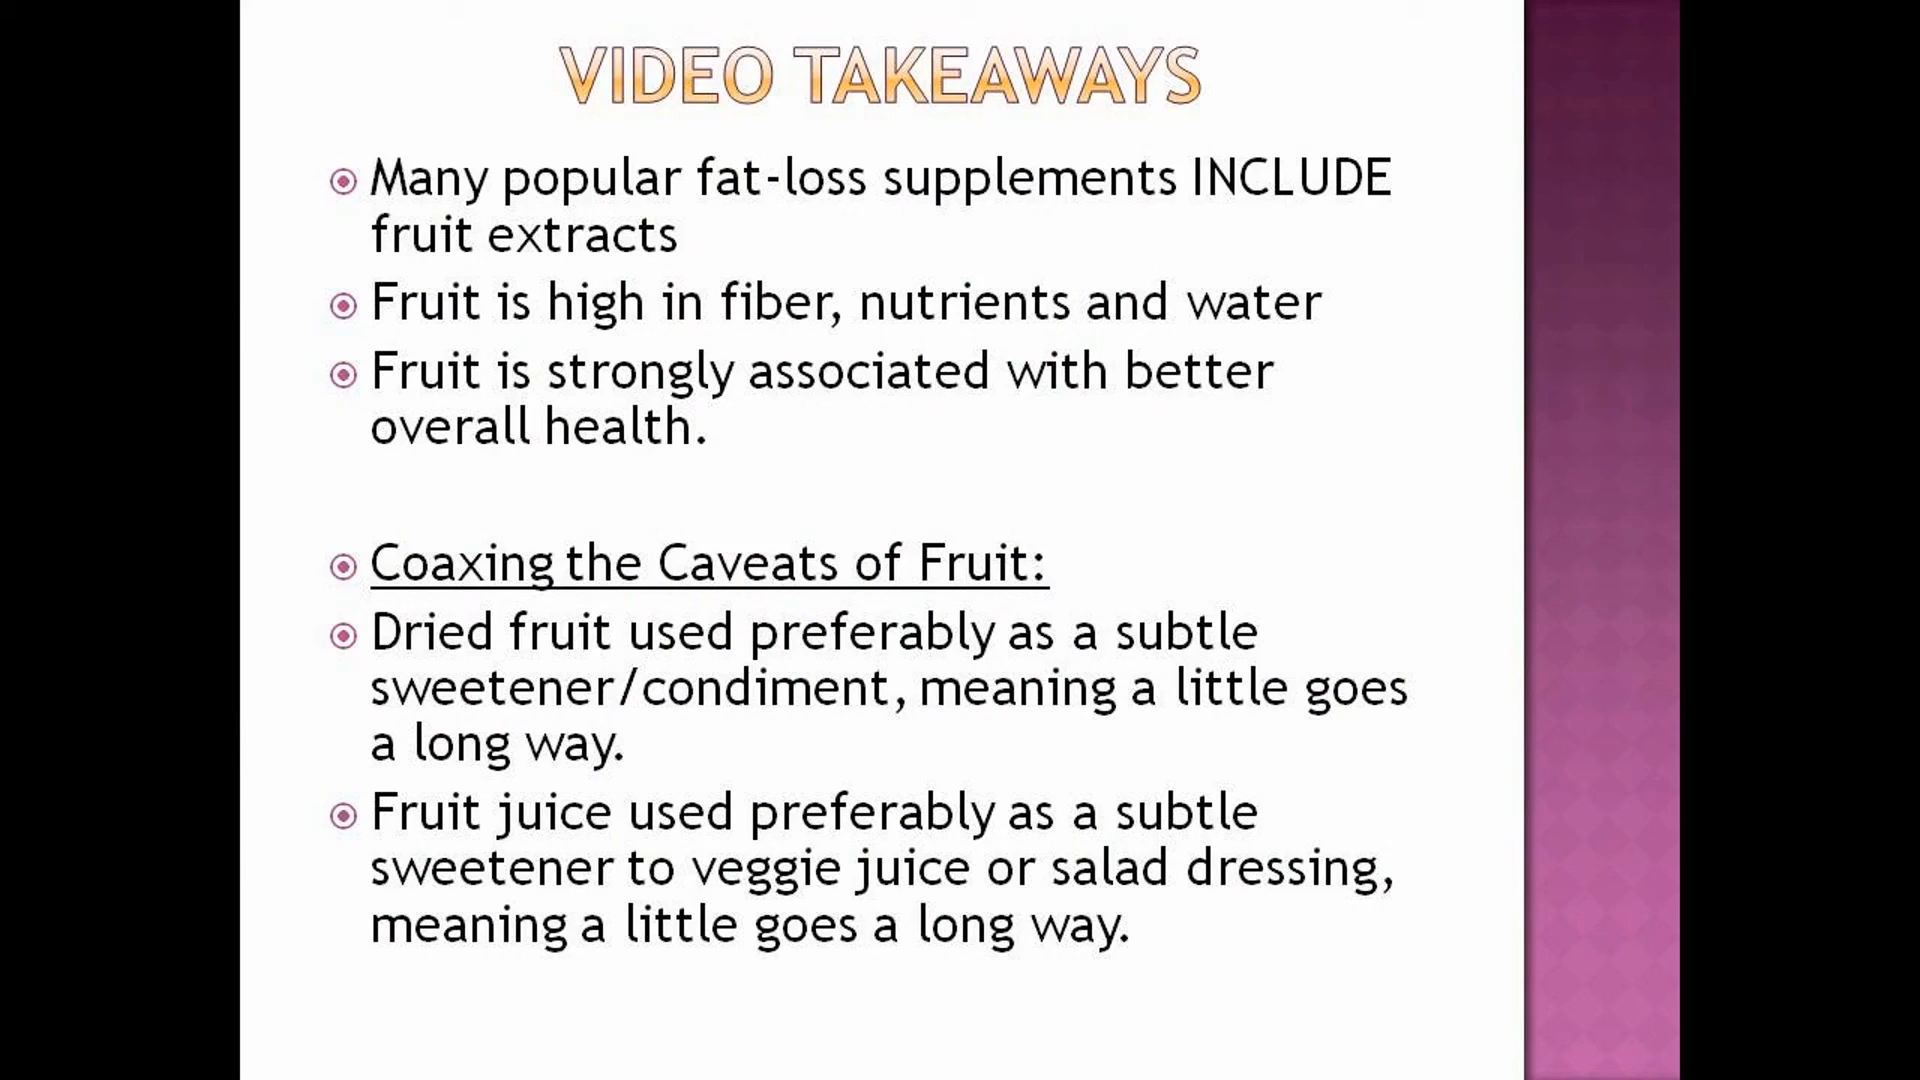 VIDEO TAKEAWAYS
Many popular fat-loss supplements INCLUDE
fruit extracts
Fruit is high in fiber, nutrients and water
Fruit is strongly associated with better
overall health.
Coaxing the Caveats of Fruit:
Dried fruit used preferably as a subtle
sweetener/condiment, meaning a little goes
a long way.
Fruit juice used preferably as a subtle
sweetener to veggie juice or salad dressing,
meaning a little goes a long way.